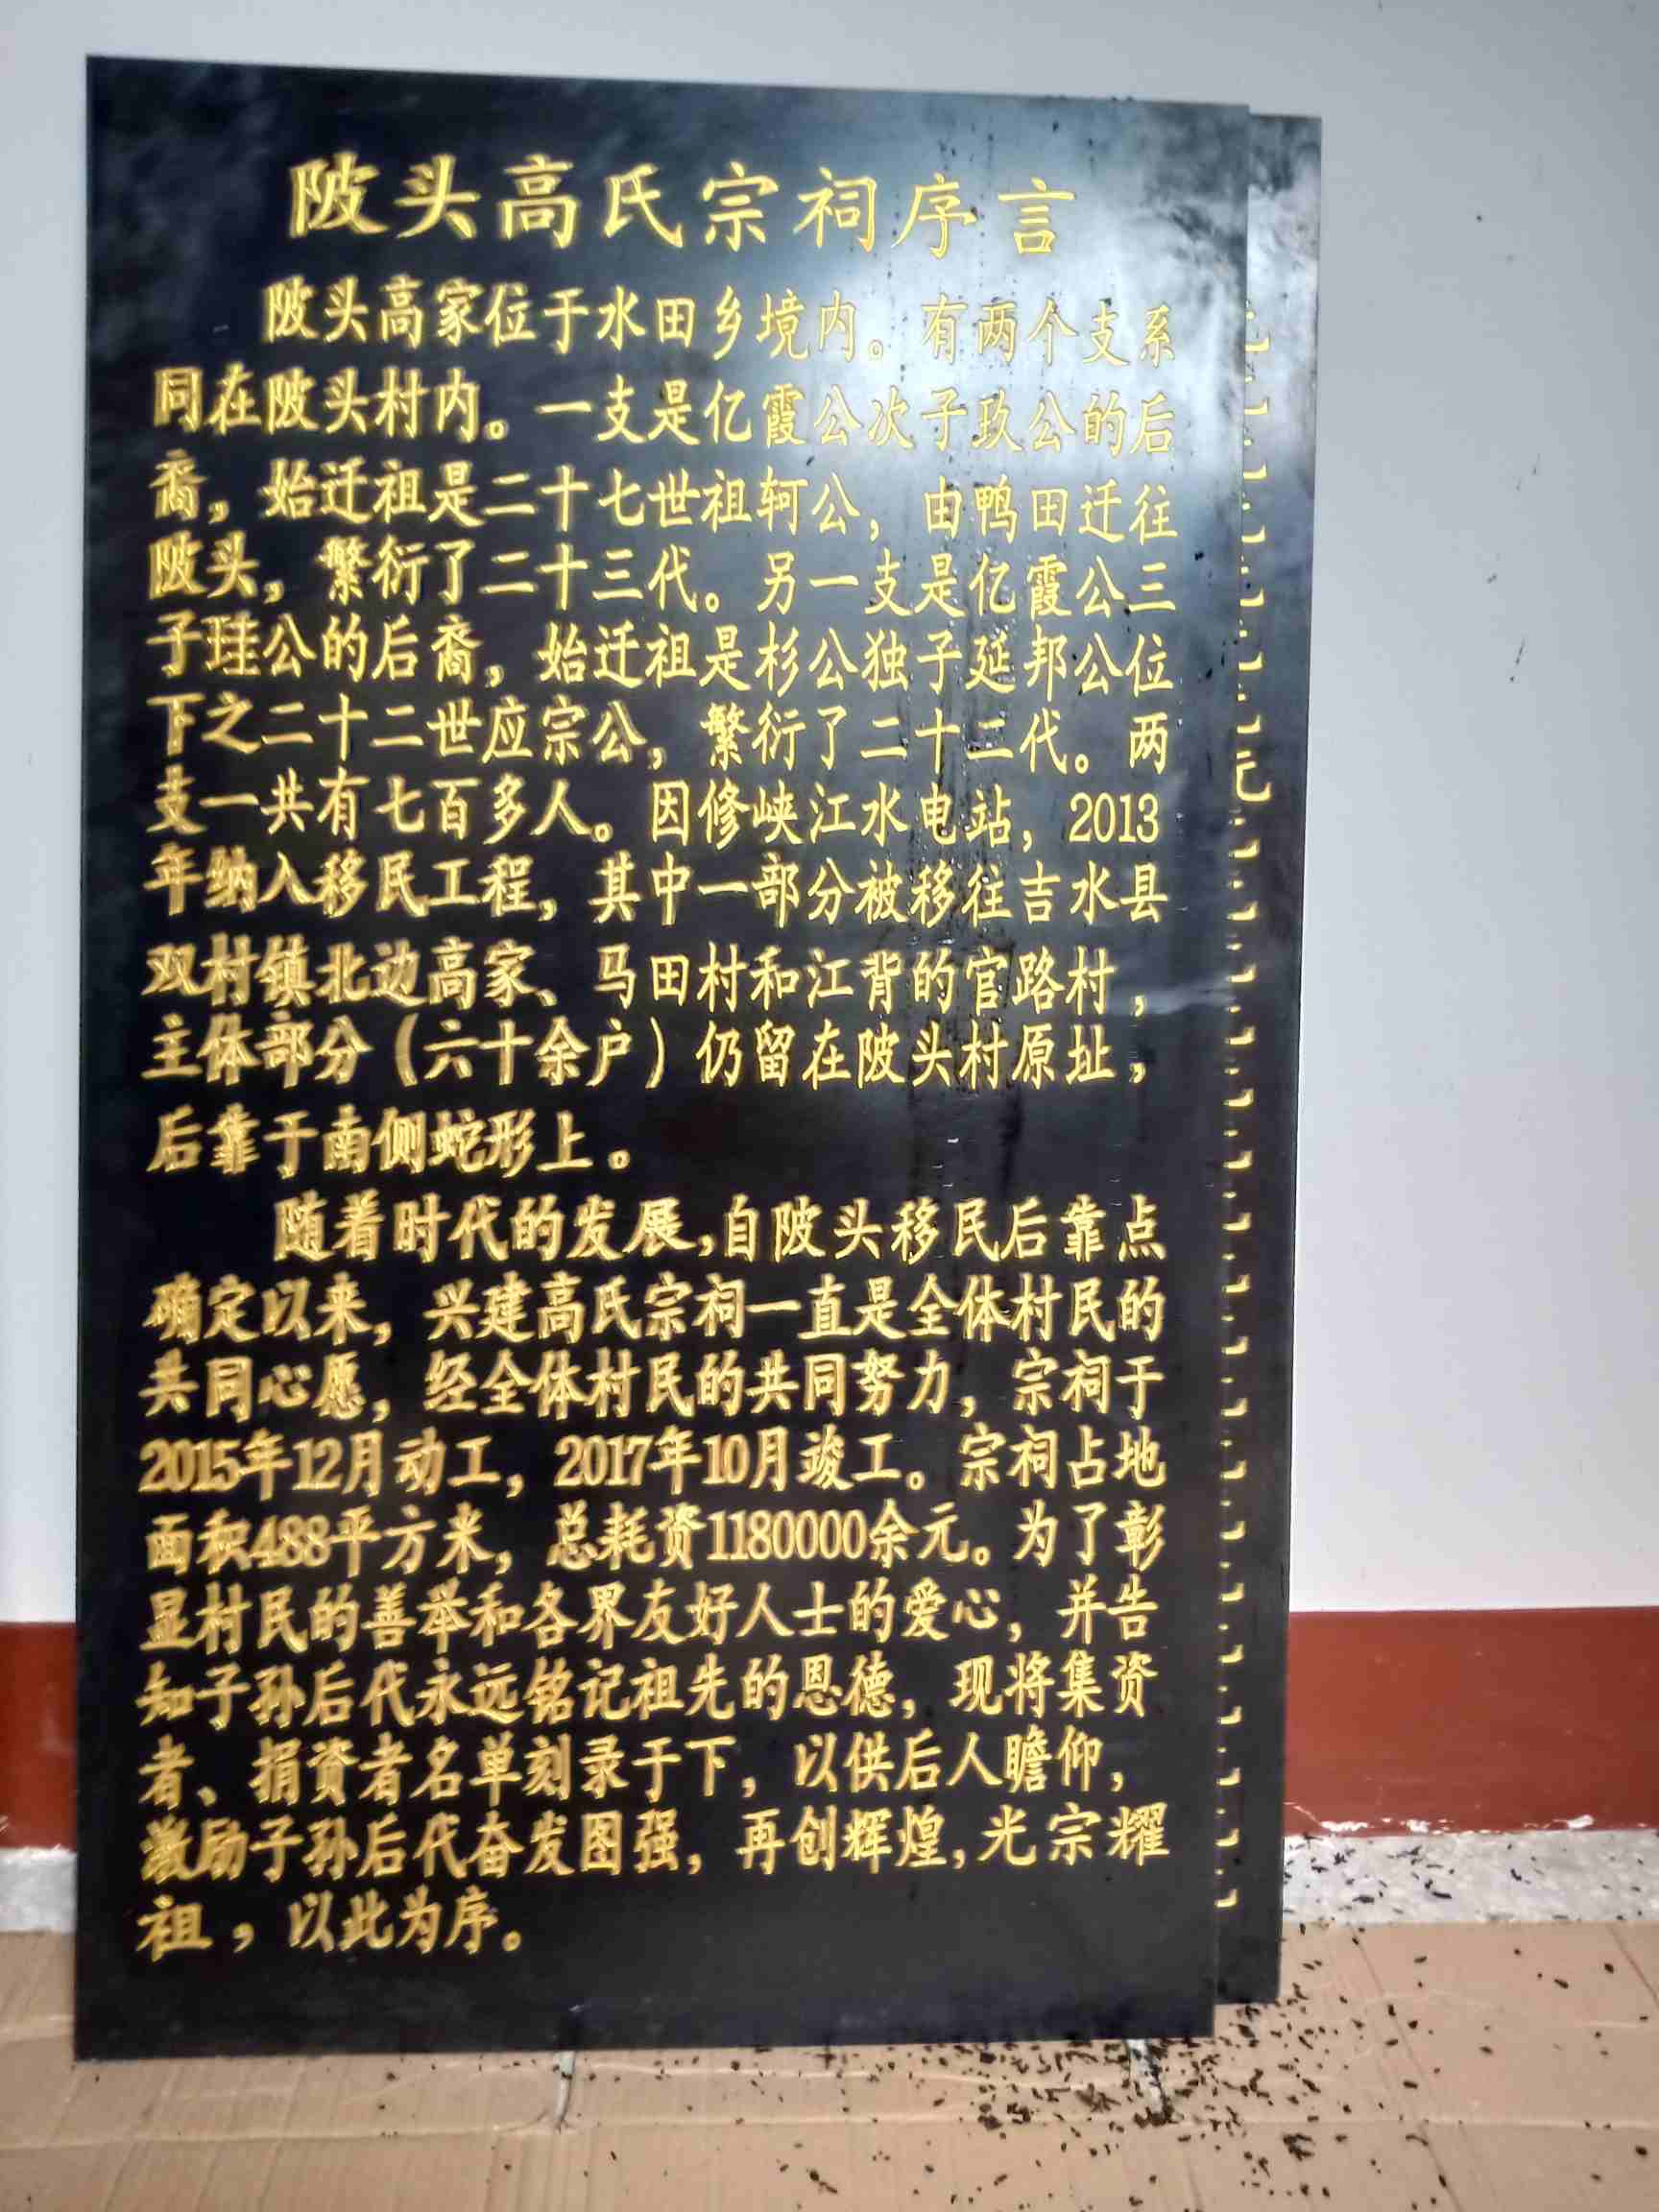 陂头高氏宗祠序言
陂头高家位于水田乡境内。有两个支系
同在陂头村内。一支是亿霞公次子玖公的后
裔，始迁祖是二十七世祖轲公，由鸭田迁往
陂头，繁衍了二十三代。另一支是亿霞公三
子珪公的后裔，始迁祖是杉公独子延邦公位
下之二十二世应宗公，繁衍了二十二代。两
支一共有七百多人。因修峡江水电站，2013
年纳入移民工程，其中一部分被移往吉水县
双村镇北边高家、马田村和江背的官路村，
主体部分（六十余户）仍留在陂头村原址，
后靠于南侧蛇形上。
随着时代的发展，自陂头移民后靠点
确定以来，兴建高氏宗祠一直是全体村民的
共同心愿，经全体村民的共同努力，宗祠于
2015年12月动工，2017年10月竣工。宗祠占地
面积488平方米，总耗资1180000余元。为了彰
显村民的善举和各界友好人士的爱心，并告
知子孙后代永远铭记祖先的恩德，现将集资
者、捐资者名单刻录于下，以供后人瞻仰，
激励子孙后代奋发图强，再创辉煌，光宗耀
祖，以此为序。